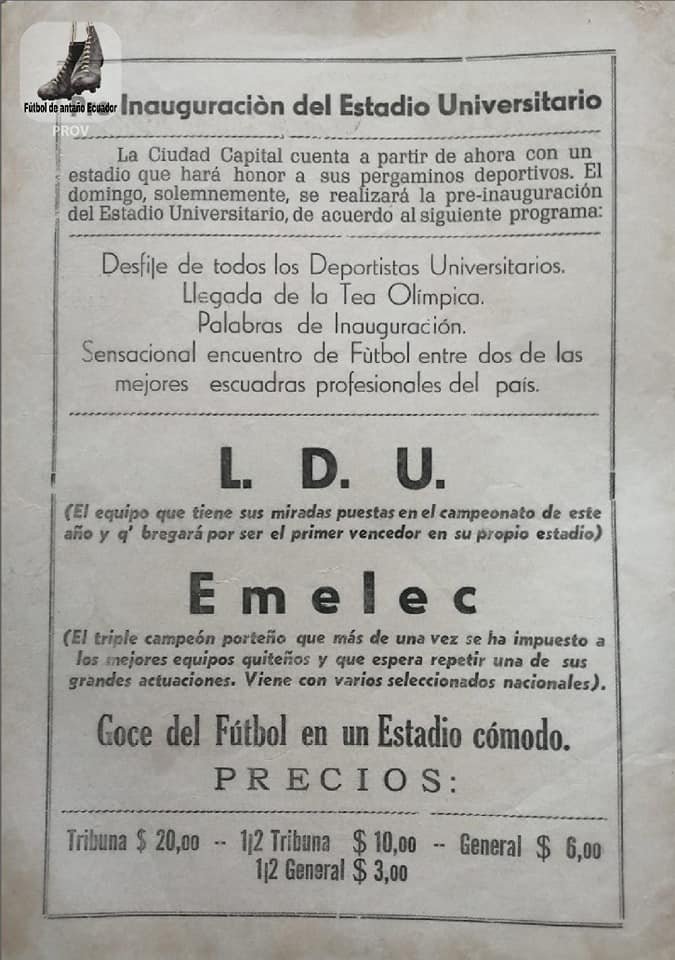 Fútbol de antaño Ecuador
PROV
Inauguraciòn del Estadio Universitario
La Ciudad Capital cuenta a partir de ahora con un
estadio que hará honor a sus pergaminos deportivos. El
domingo, solemnemente, se realizará la pre-inauguración
del Estadio Universitario, de acuerdo al siguiente programa:
Desfile de todos los Deportistas Universitarios.
Llegada de la Tea Olímpica.
Palabras de Inauguración.
Sensacional encuentro de Fùtbol entre dos de las
mejores escuadras profesionales del país.
L. D. U.
(El equipo que tiene sus miradas puestas en el campeonato de este
año y q' bregará por ser el primer vencedor en su propio estadio)
Emelec
(El triple campeón porteño que más de una vez se ha impuesto a
los mejores equipos quiteños y que espera repetir una de sus
grandes actuaciones. Viene con varios seleccionados nacionales).
Goce del Fútbol en un Estadio cómodo.
PRECIOS:
Tribuna $ 20,00 -- 1|2 Tribuna $ 10,00 -- General $ 6,00
1|2 General $ 3,00